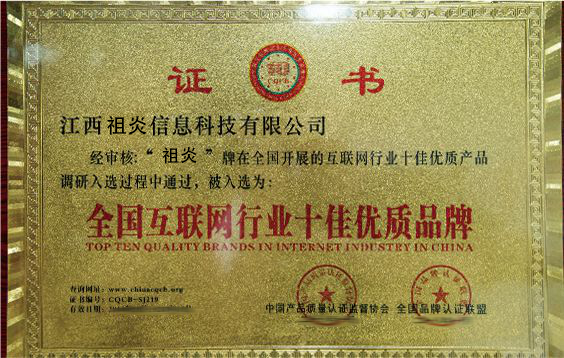 证 书
CQCB
江西祖炎信息科技有限公司
经审核:“祖炎”牌在全国开展的互联网行业十佳优质产品
调研入选过程中通过，被入选为:
全国互联网行业十佳优质品牌
TOP TEN QUALITY BRANDS IN INTERNET INDUSTRY IN CHINA
查询网址: www.chinacqcb.org
证书编号: CQCB-SJ219
有效日期:
中国产品质量认证监督协会 全国品牌认证联盟